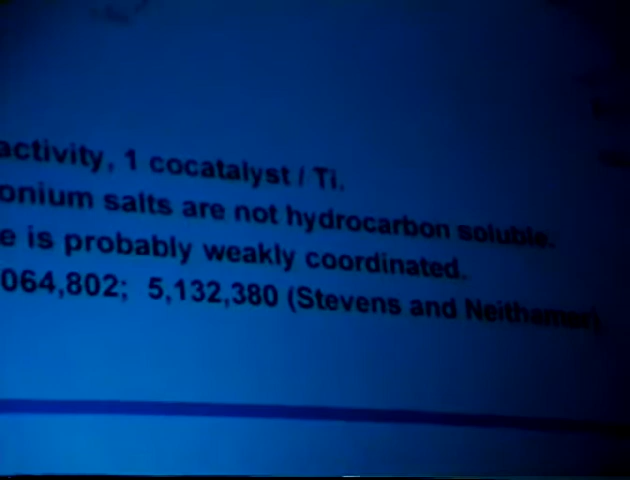 activity, 1 cocatalyst / Ti.
onium salts are not hydrocarbon soluble.
e is probably weakly coordinated.
064,802; 5,132,380 (Stevens and Neithamer)